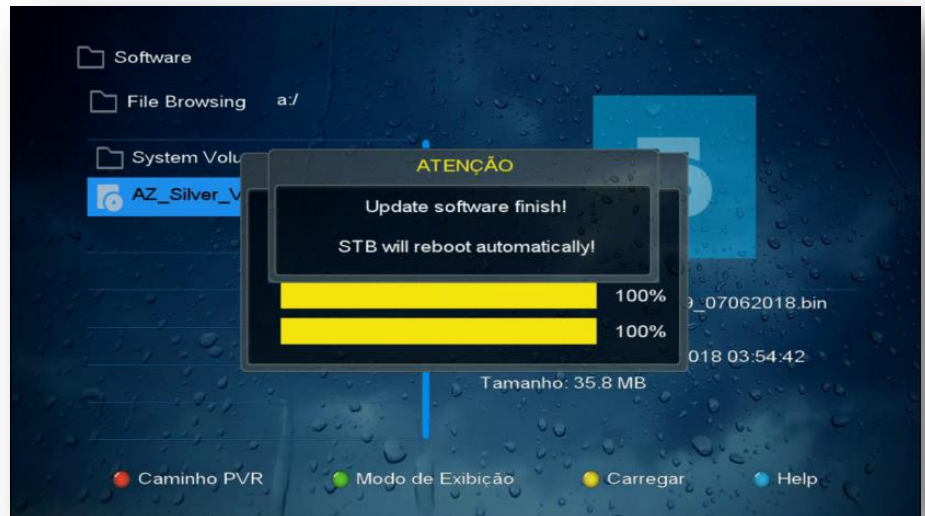 Software
File Browsing a:/
System Volu
AZ_Silver_V
ATENÇÃO
Update software finish!
STB will reboot automatically!
100%
100%
9_07062018.bin
018 03:54:42
Tamanho: 35.8 MB
Caminho PVR Modo de Exibição Carregar Help